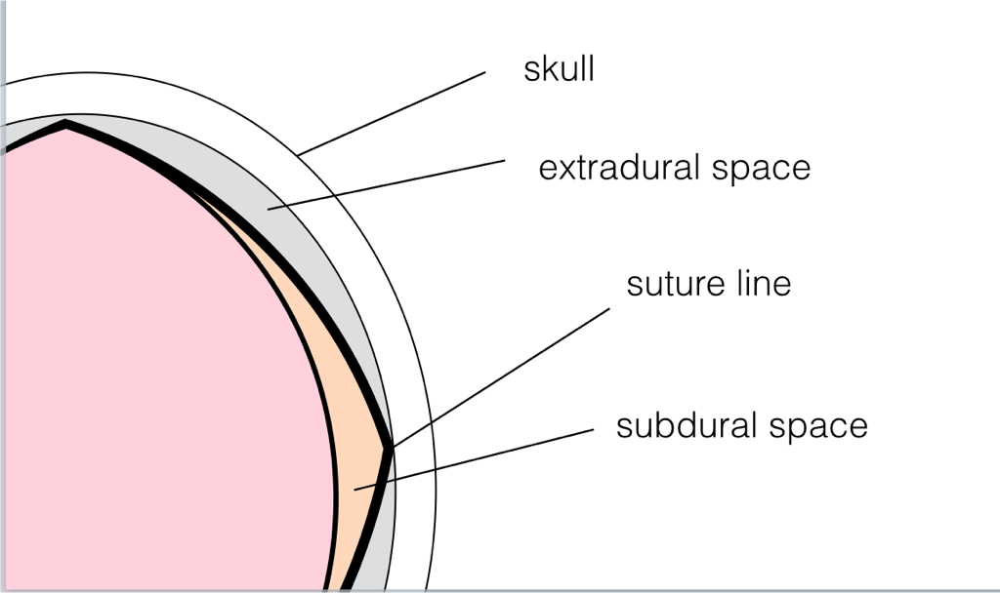 skull
extradural space
suture line
subdural space